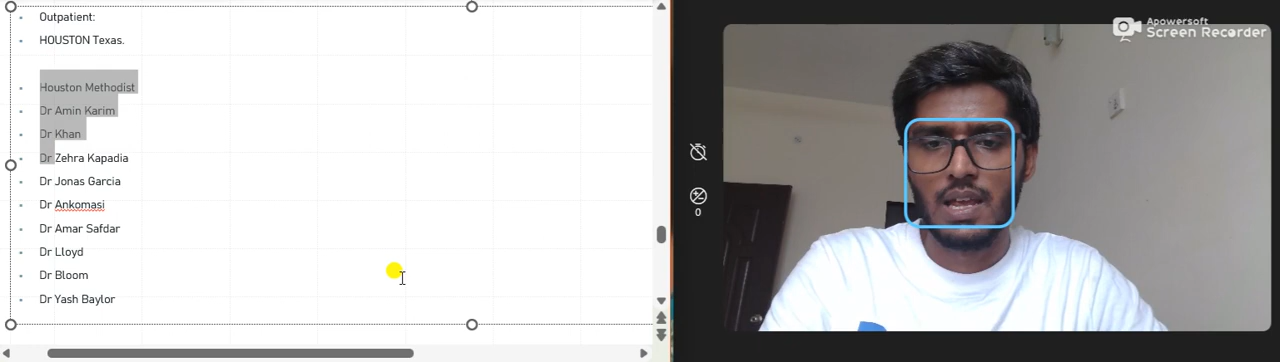 Outpatient:
HOUSTON Texas.
Houston Methodist
Dr Amin Karim
Dr Khan
Dr Zehra Kapadia
Dr Jonas Garcia
Dr Ankomasi
Dr Amar Safdar
Dr Lloyd
Dr Bloom
Dr Yash Baylor
Apowersoft
Screen Recorder
0